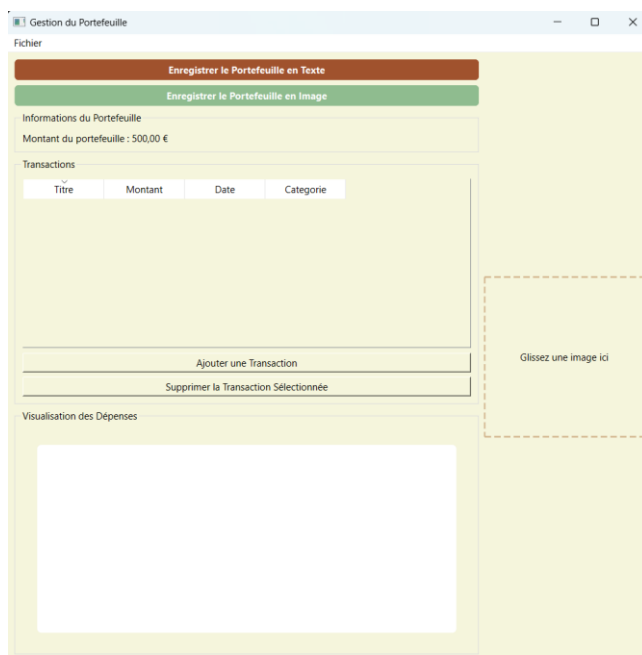 Gestion du Portefeuille
Fichier
Enregistrer le Portefeuille en Texte
Enregistrer le Portefeuille en Image
Informations du Portefeuille
Montant du portefeuille : 500,00 €
Transactions
Titre Montant Date Categorie
Ajouter une Transaction
Supprimer la Transaction Sélectionnée
Visualisation des Dépenses
Glissez une image ici